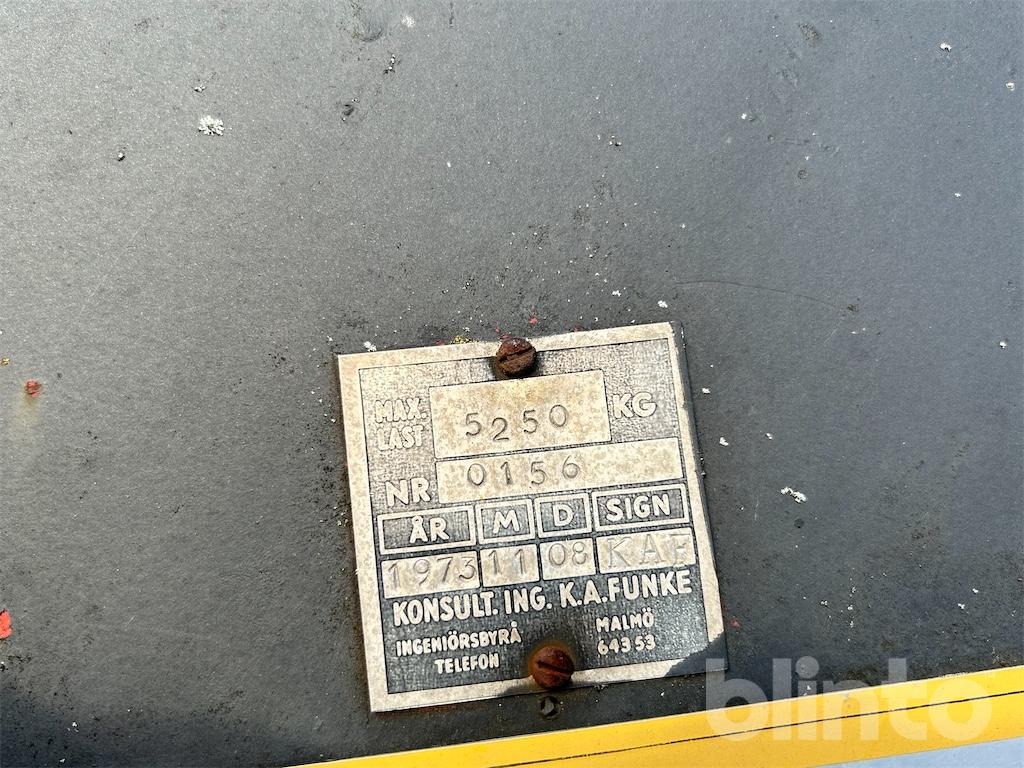 MAX. LAST 5250 KG
NR 0156
ÅR M D SIGN
1973 11 08 KAF
KONSULT. ING. K.A. FUNKE
INGENIÖRSBYRÅ MALMÖ
TELEFON 64353
blinto